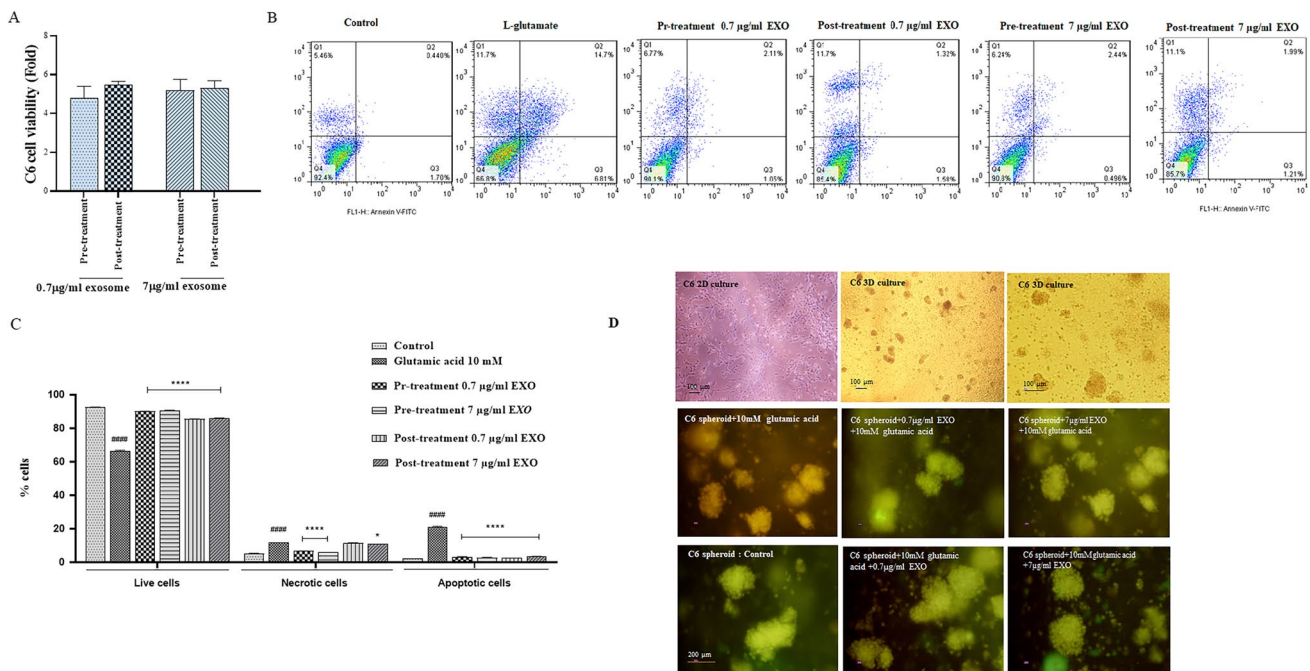 A
C6 cell viability (Fold)
8
6
4
2
0
Pre-treatment
Post-treatment
Pre-treatment
Post-treatment
0.7µg/ml exosome
7µg/ml exosome
B
Control
Q1
5.46%
Q2
0.440%
Q4
92.4%
Q3
1.70%
FL1-H:: Annexin V-FITC
L-glutamate
Q1
11.7%
Q2
14.7%
Q4
66.8%
Q3
6.81%
Pr-treatment 0.7 µg/ml EXO
Q1
6.77%
Q2
2.11%
Q4
Q3
1.05%
Post-treatment 0.7 µg/ml EXO
11.7%
Q2
1.32%
Q4
85.4%
Q3
1.58%
Pre-treatment 7 µg/ml EXO
Q1
6.24%
Q2
2.44%
Q4
90.8%
Q3
0.496%
FL1-H:: Annexin V-FITC
Post-treatment 7 µg/ml EXO
Q1
11.1%
Q2
1.99%
Q4
85.7%
Q3
1.21%
FL1-H:: Annexin V-FITC
C
% cells
100
80
60
40
20
0
####
****
####
****
*
####
****
Live cells
Necrotic cells
Apoptotic cells
Control
Glutamic acid 10 mM
Pr-treatment 0.7 µg/ml EXO
Pre-treatment 7 µg/ml EXO
Post-treatment 0.7 µg/ml EXO
Post-treatment 7 µg/ml EXO
D
C6 2D culture
100 µm
C6 3D culture
100 µm
C6 3D culture
100 µm
C6 spheroid+10mM glutamic acid
C6 spheroid+0.7µg/ml EXO
+10mM glutamic acid
C6 spheroid+7µg/ml EXO
+10mM glutamic acid
C6 spheroid : Control
200 µm
C6 spheroid+10mM glutamic
acid +0.7µg/ml EXO
C6 spheroid+10mM glutamic acid
+7µg/ml EXO